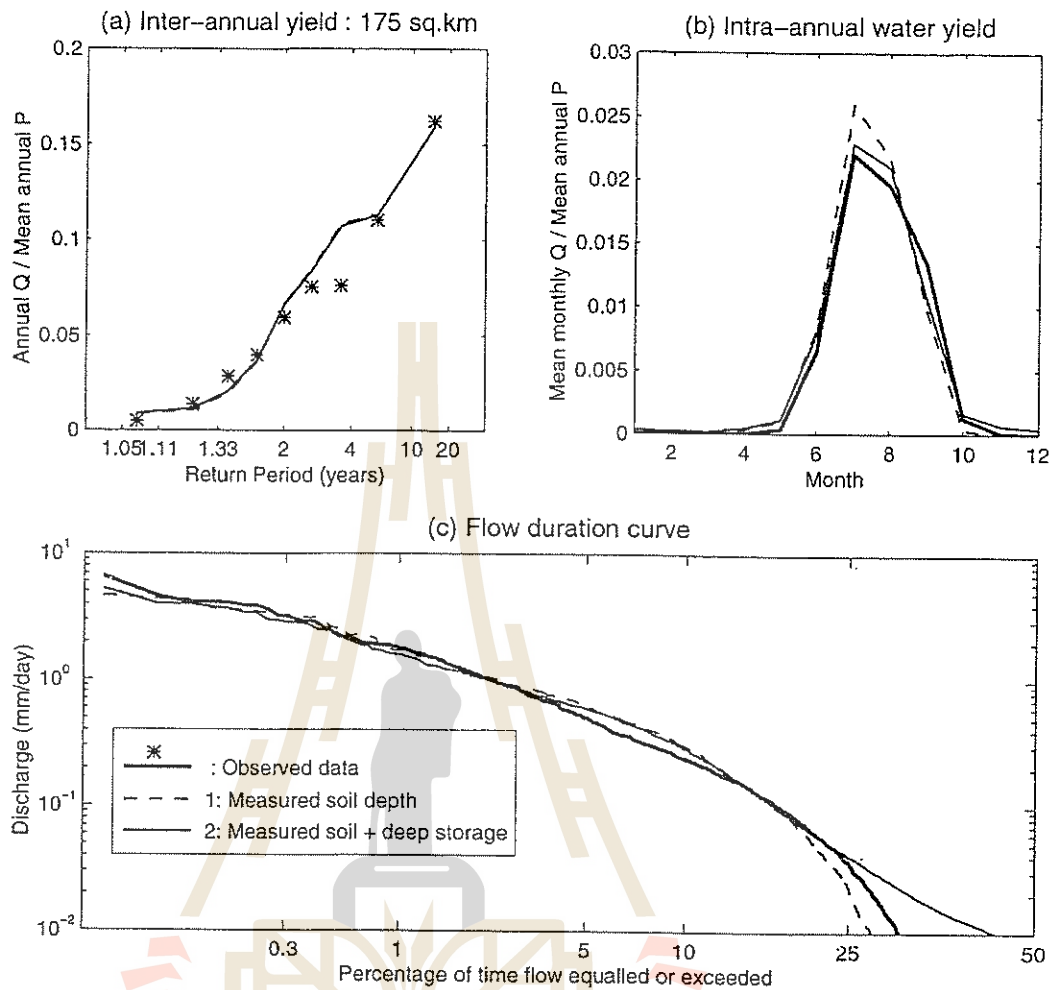 (a) Inter-annual yield : 175 sq.km
0.2
0.15
0.1
0.05
0
Annual Q / Mean annual P
1.05 1.11 1.33 2 4 10 20
Return Period (years)
(b) Intra-annual water yield
0.03
0.025
0.02
0.015
0.01
0.005
0
Mean monthly Q / Mean annual P
2 4 6 8 10 12
Month
(c) Flow duration curve
10^1
10^0
10^-1
10^-2
Discharge (mm/day)
: Observed data
1: Measured soil depth
2: Measured soil + deep storage
0.3 1 5 10 25 50
Percentage of time flow equalled or exceeded